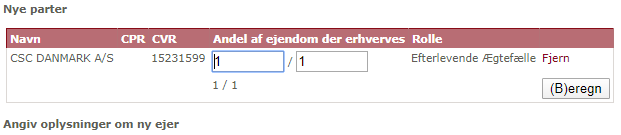 Nye parter
Navn CPR CVR Andel af ejendom der erhverves Rolle
CSC DANMARK A/S 15231599 1 / 1 Efterlevende Ægtefælle Fjern
1 / 1
(B)eregn
Angiv oplysninger om ny ejer